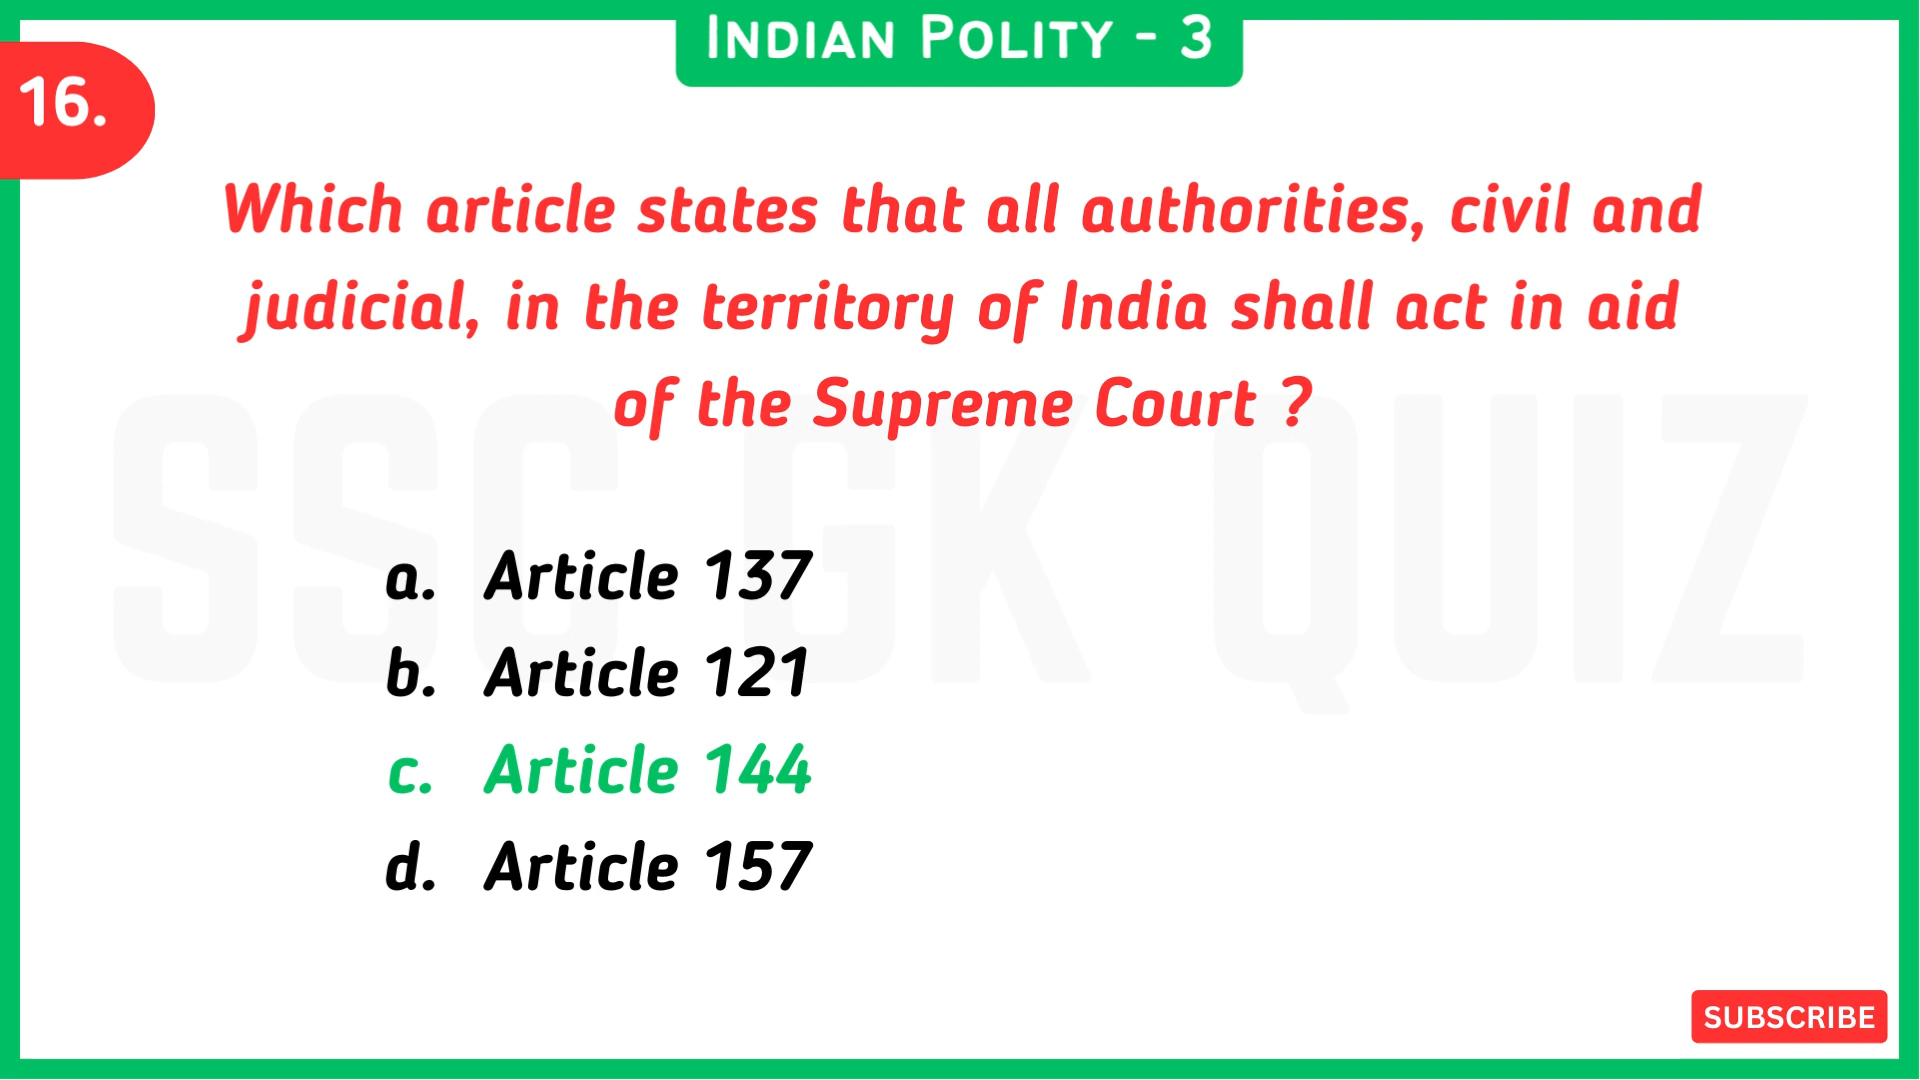 Indian Polity - 3
16.
Which article states that all authorities, civil and
judicial, in the territory of India shall act in aid
of the Supreme Court ?
SSC GK QUIZ
a. Article 137
b. Article 121
c. Article 144
d. Article 157
SUBSCRIBE